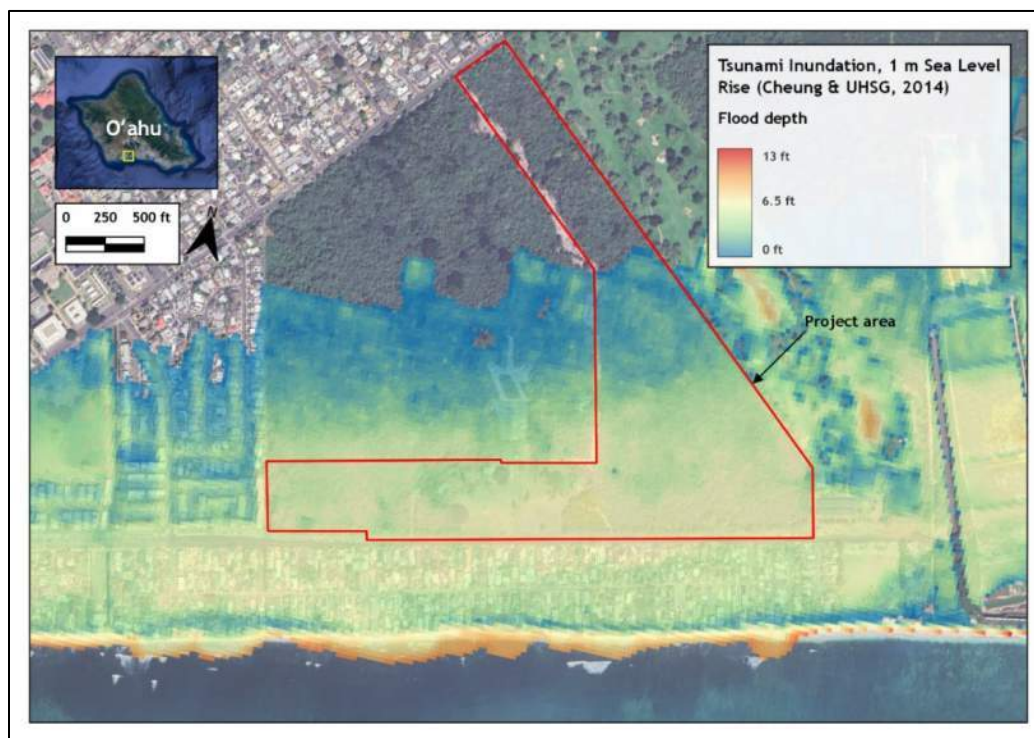 O'ahu
0 250 500 ft
N
Tsunami Inundation, 1 m Sea Level
Rise (Cheung & UHSG, 2014)
Flood depth
13 ft
6.5 ft
0 ft
Project area